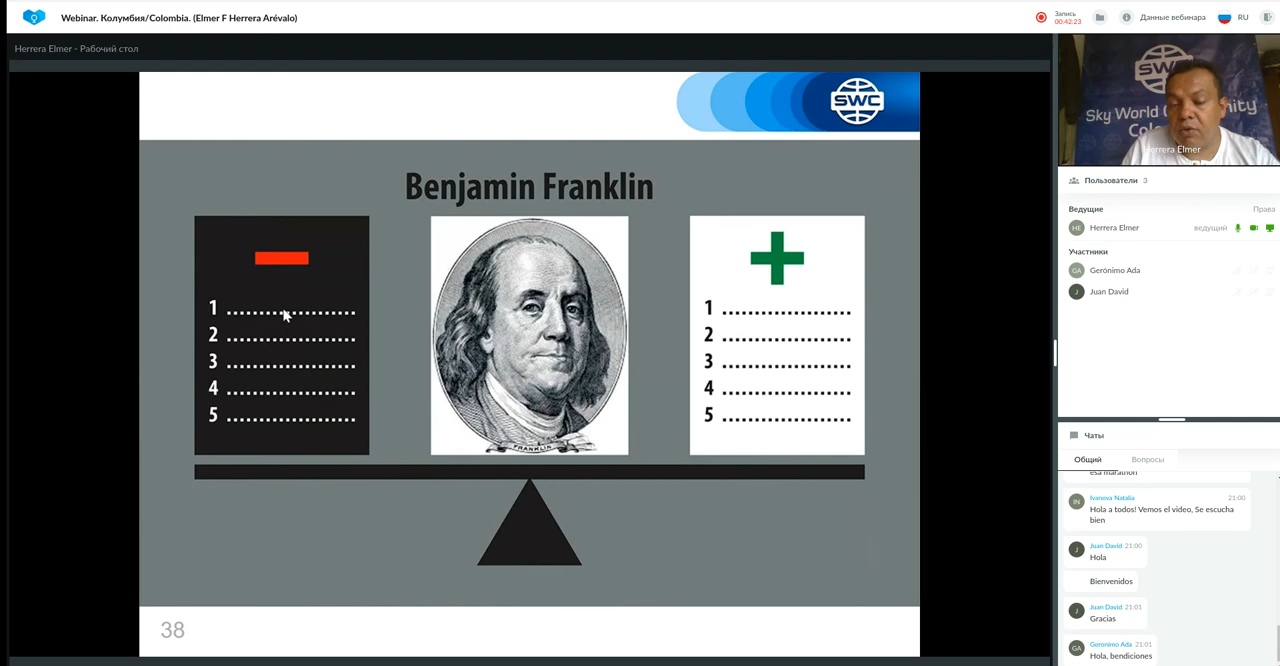 Webinar. Колумбия/Colombia. (Elmer F Herrera Arévalo)
Запись
00:42:23
Данные вебинара
RU
Herrera Elmer - Рабочий стол
SWC
Benjamin Franklin
1 ....................
2 ....................
3 ....................
4 ....................
5 ....................
FRANKLIN
1 ....................
2 ....................
3 ....................
4 ....................
5 ....................
38
SWC
Sky World
Herrera Elmer
Пользователи 3
Ведущие
Права
HE
Herrera Elmer
ведущий
Участники
GA
Gerónimo Ada
J
Juan David
Чаты
Общий
Вопросы
esa marathon
IN
Ivanova Natalia
21:00
Hola a todos! Vemos el video, Se escucha
bien
J
Juan David 21:00
Hola
Bienvenidos
J
Juan David 21:01
Gracias
GA
Geronimo Ada 21:01
Hola, bendiciones